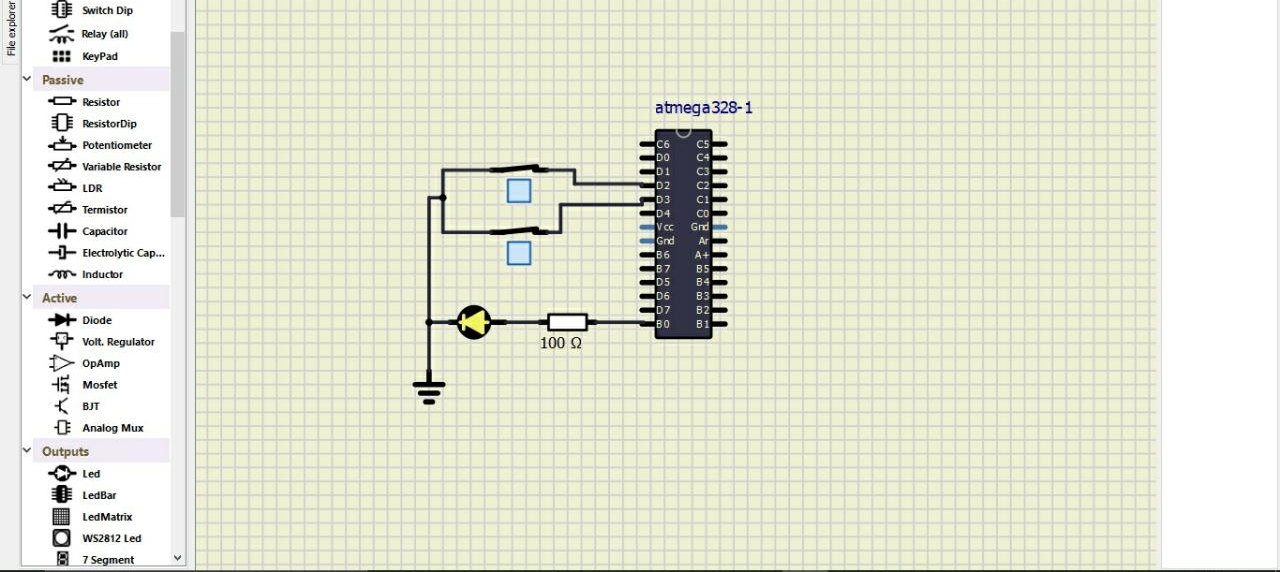 File explorer
Switch Dip
Relay (all)
KeyPad
Passive
Resistor
ResistorDip
Potentiometer
Variable Resistor
LDR
Termistor
Capacitor
Electrolytic Cap...
Inductor
Active
Diode
Volt. Regulator
OpAmp
Mosfet
BJT
Analog Mux
Outputs
Led
LedBar
LedMatrix
WS2812 Led
7 Segment
atmega328-1
C6 C5
D0 C4
D1 C3
D2 C2
D3 C1
D4 C0
Vcc Gnd
Gnd Ar
B6 A+
B7 B5
D5 B4
D6 B3
D7 B2
B0 B1
100 Ω